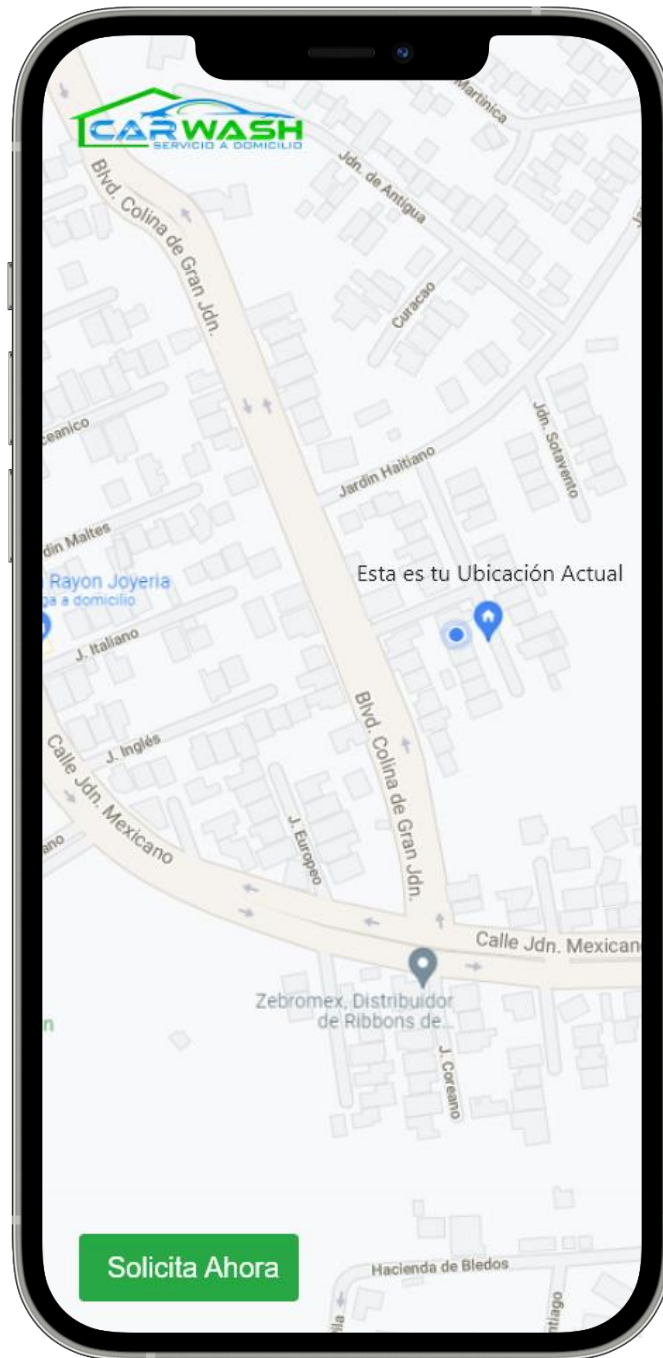 CARWASH
SERVICIO A DOMICILIO
Martinica
Jdn. de Antigua
Blvd. Colina de Gran Jdn.
Curacao
Jdn. Sotavento
Jardin Haitiano
Rayon Joyeria
a domicilio
Esta es tu Ubicación Actual
J. Italiano
J. Inglés
Blvd. Colina de Gran Jdn.
Calle Jdn. Mexicano
J. Europeo
Calle Jdn. Mexican
Zebromex, Distribuidor
de Ribbons de...
J. Coreano
Solicita Ahora
Hacienda de Bledos